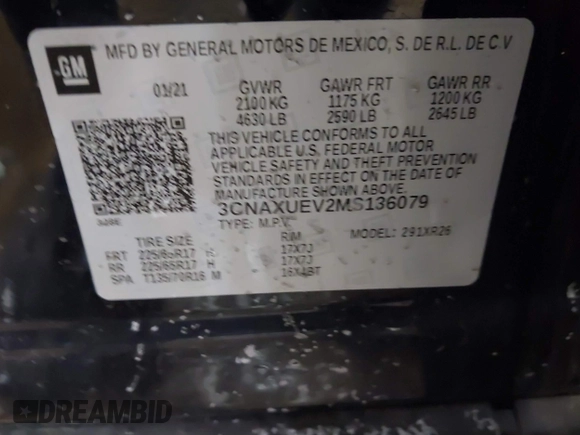 GM
MFD BY GENERAL MOTORS DE MEXICO, S. DE R.L. DE C.V
01/21 GVWR GAWR FRT GAWR RR
2100 KG 1175 KG 1200 KG
4630 LB 2590 LB 2645 LB
THIS VEHICLE CONFORMS TO ALL
APPLICABLE U.S. FEDERAL MOTOR
VEHICLE SAFETY AND THEFT PREVENTION
STANDARDS IN EFFECT ON THE DATE OF
MANUFACTURE SHOWN ABOVE.
3CNAXUEV2MS136079
TYPE: M.P.V. MODEL: 291XR26
TIRE SIZE RIM
FRT 225/65R17 H 17X7J
RR 225/65R17 H 17X7J
SPA T135/70R16 M 16X4BT
DREAMBID